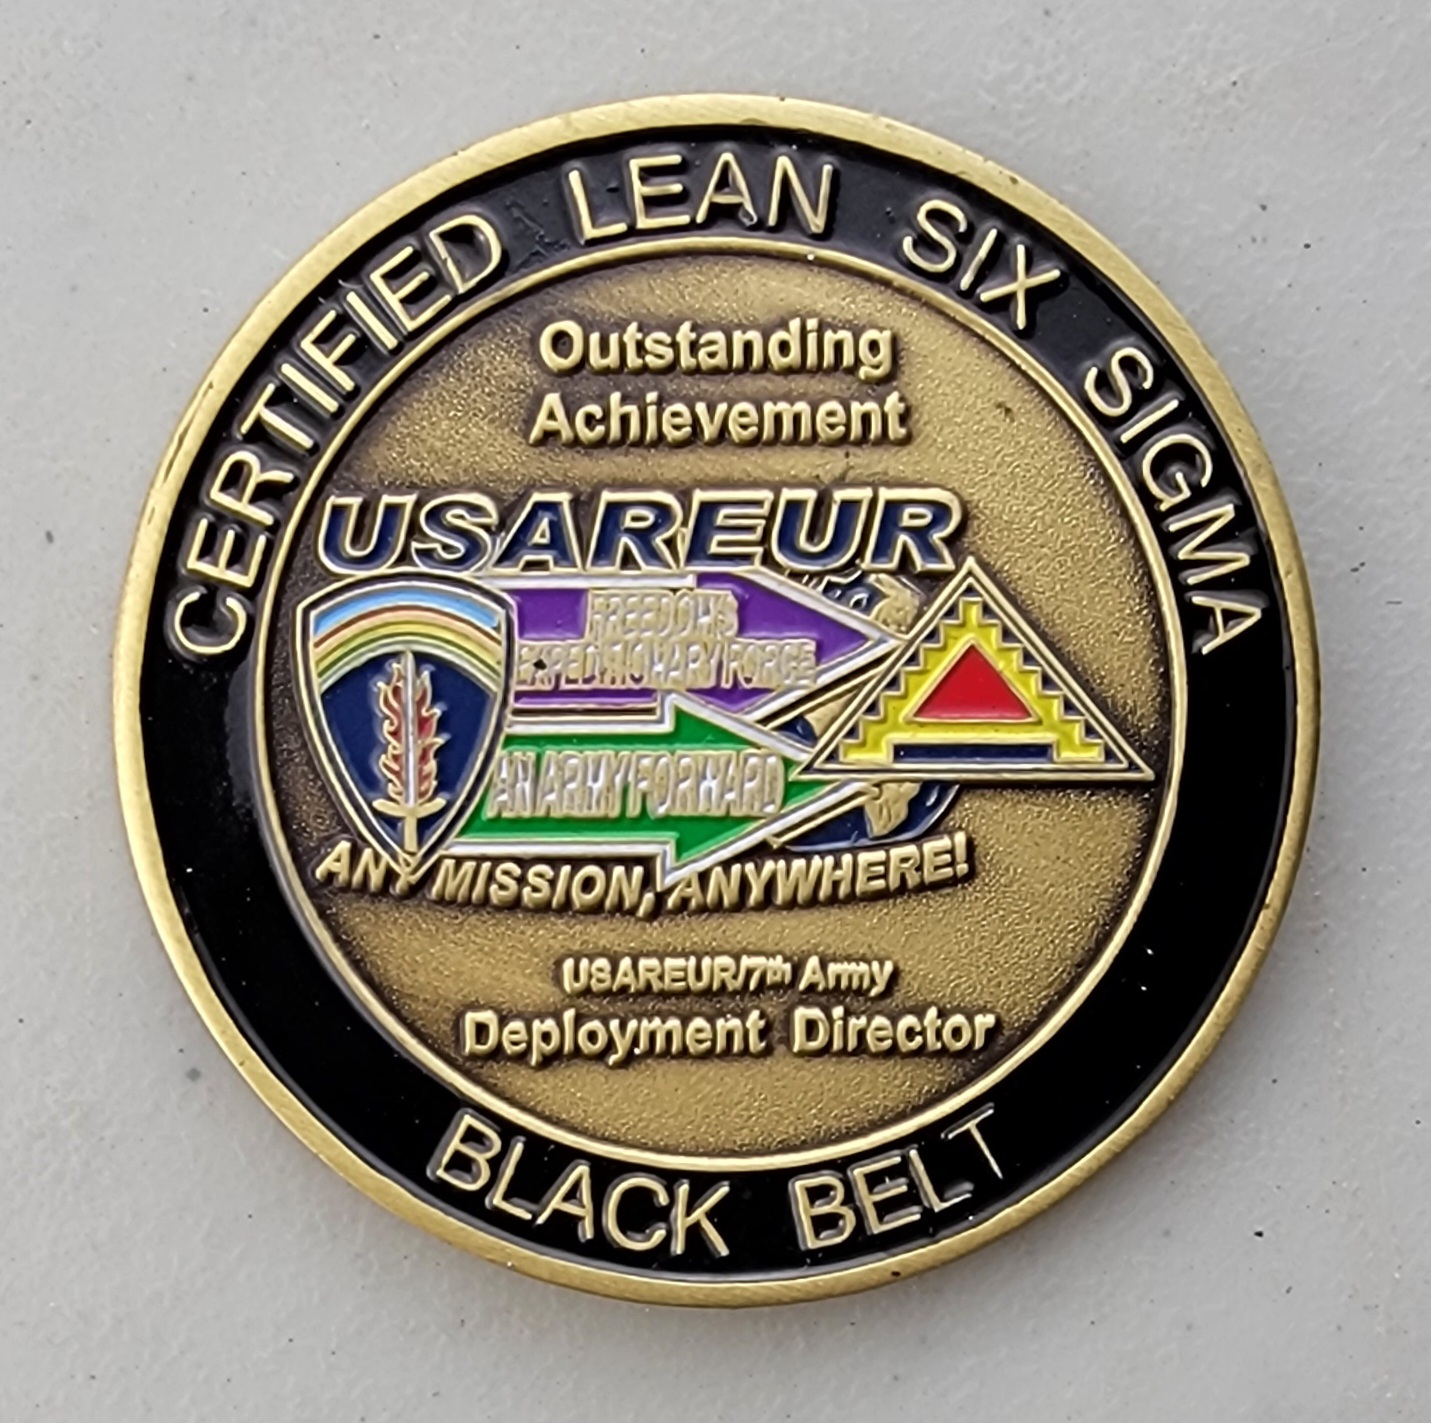 CERTIFIED LEAN SIX SIGMA
Outstanding
Achievement
USAREUR
FREEDOM'S
EXPEDITIONARY FORCE
AN ARMY FORWARD
ANY MISSION, ANYWHERE!
USAREUR/7th Army
Deployment Director
BLACK BELT